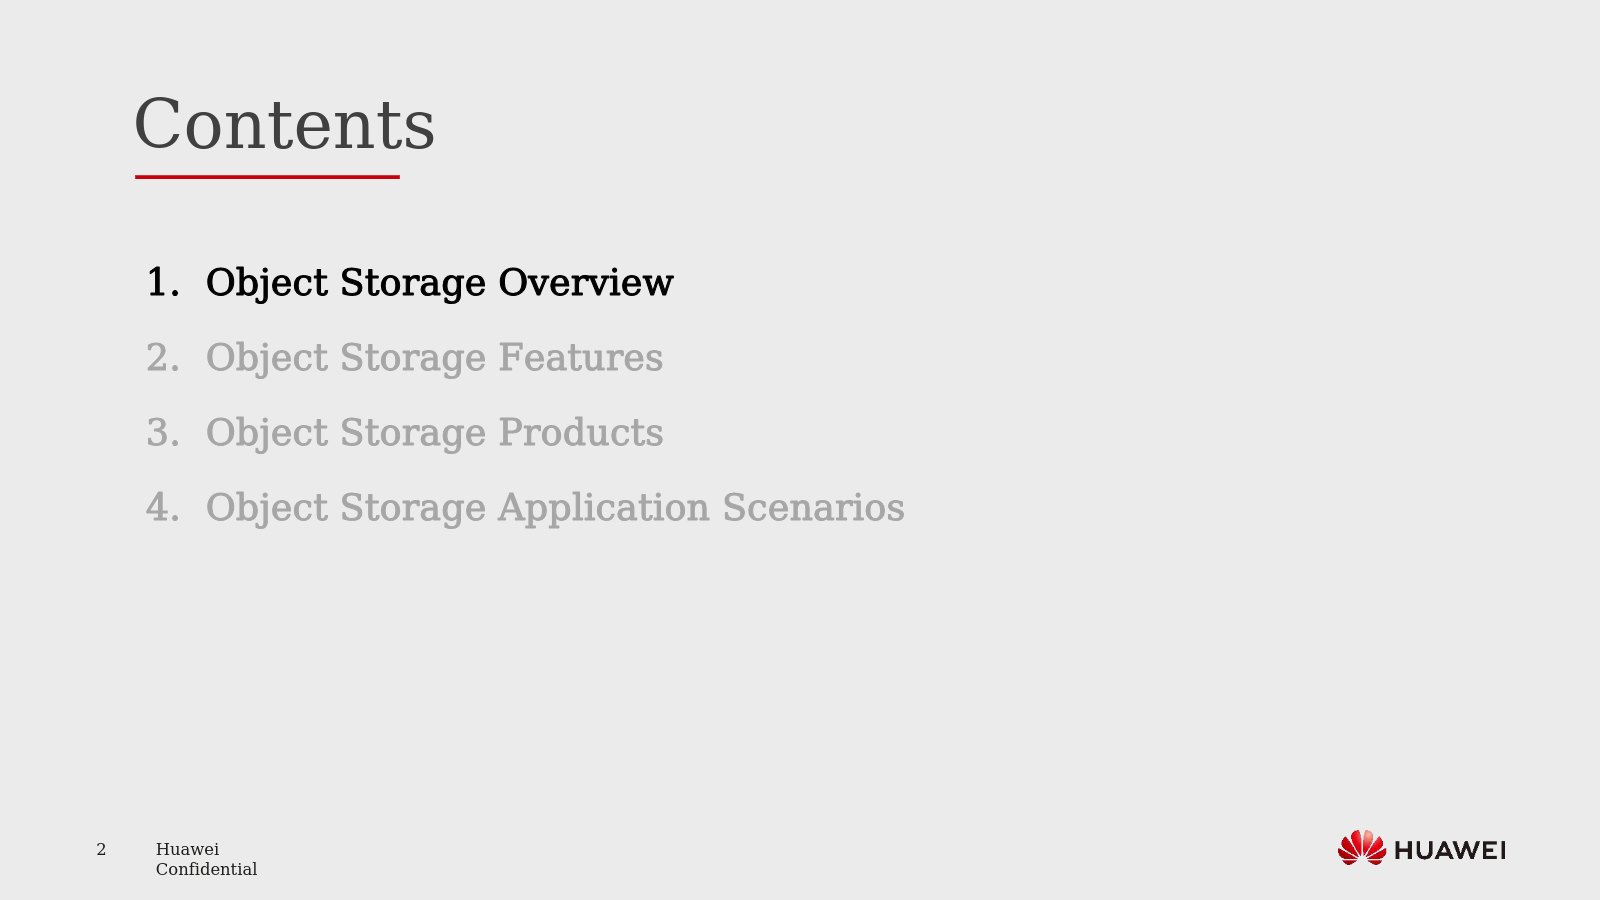 Contents
1. Object Storage Overview
2. Object Storage Features
3. Object Storage Products
4. Object Storage Application Scenarios
2 Huawei
Confidential
HUAWEI